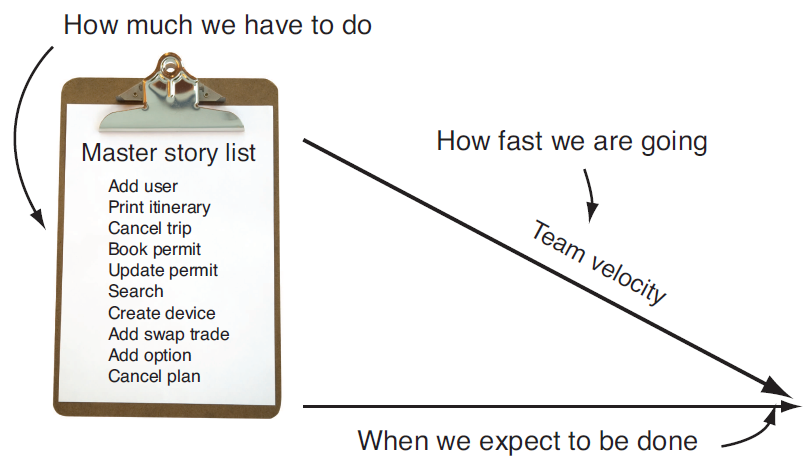 How much we have to do
Master story list
Add user
Print itinerary
Cancel trip
Book permit
Update permit
Search
Create device
Add swap trade
Add option
Cancel plan
How fast we are going
Team velocity
When we expect to be done